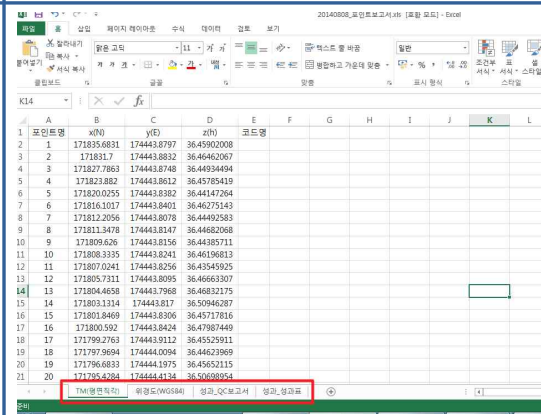 20140808_포인트보고서.xls [호환 모드] - Excel
파일 홈 삽입 페이지 레이아웃 수식 데이터 검토 보기
붙여넣기 잘라내기 복사 서식 복사 클립보드
맑은 고딕 11 가 가 가 글꼴
텍스트 줄 바꿈 병합하고 가운데 맞춤 맞춤
일반 % , 표시 형식
조건부 서식 표 서식 셀 스타일 스타일
K14 fx
A B C D E F G H I J K L
1 포인트명 x(N) y(E) z(h) 코드명
2 1 171835.6831 174443.8797 36.45902008
3 2 171831.7 174443.8832 36.46462067
4 3 171827.7863 174443.8748 36.44934494
5 4 171823.882 174443.8612 36.45785419
6 5 171820.0255 174443.8382 36.44147264
7 6 171816.1017 174443.8401 36.46275143
8 7 171812.2056 174443.8078 36.44492583
9 8 171811.3478 174443.8147 36.44682068
10 9 171809.626 174443.8156 36.44385711
11 10 171808.3335 174443.8241 36.46196813
12 11 171807.0241 174443.8256 36.43545925
13 12 171805.7311 174443.8095 36.46663307
14 13 171804.4658 174443.7968 36.46832175
15 14 171803.1314 174443.817 36.50946287
16 15 171801.8469 174443.8306 36.45717816
17 16 171800.592 174443.8424 36.47987449
18 17 171799.2763 174443.9112 36.45525911
19 18 171797.9694 174444.0094 36.44623969
20 19 171796.6833 174444.1975 36.45652115
21 20 171795.4284 174444.4134 36.50698954
TM(평면직각) 위경도(WGS84) 성과_QC보고 성과_성과표
준비